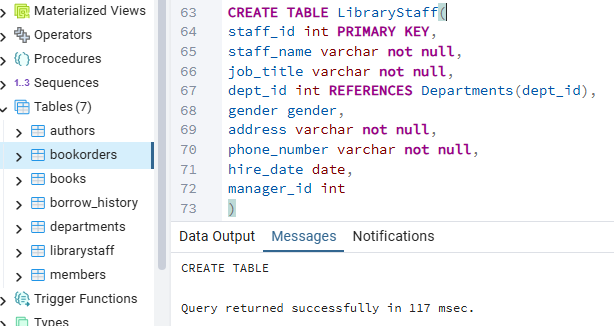 Materialized Views
Operators
Procedures
1..3 Sequences
Tables (7)
authors
bookorders
books
borrow_history
departments
librarystaff
members
Trigger Functions
Types
63 CREATE TABLE LibraryStaff(
64 staff_id int PRIMARY KEY,
65 staff_name varchar not null,
66 job_title varchar not null,
67 dept_id int REFERENCES Departments(dept_id),
68 gender gender,
69 address varchar not null,
70 phone_number varchar not null,
71 hire_date date,
72 manager_id int
73 )
Data Output Messages Notifications
CREATE TABLE
Query returned successfully in 117 msec.